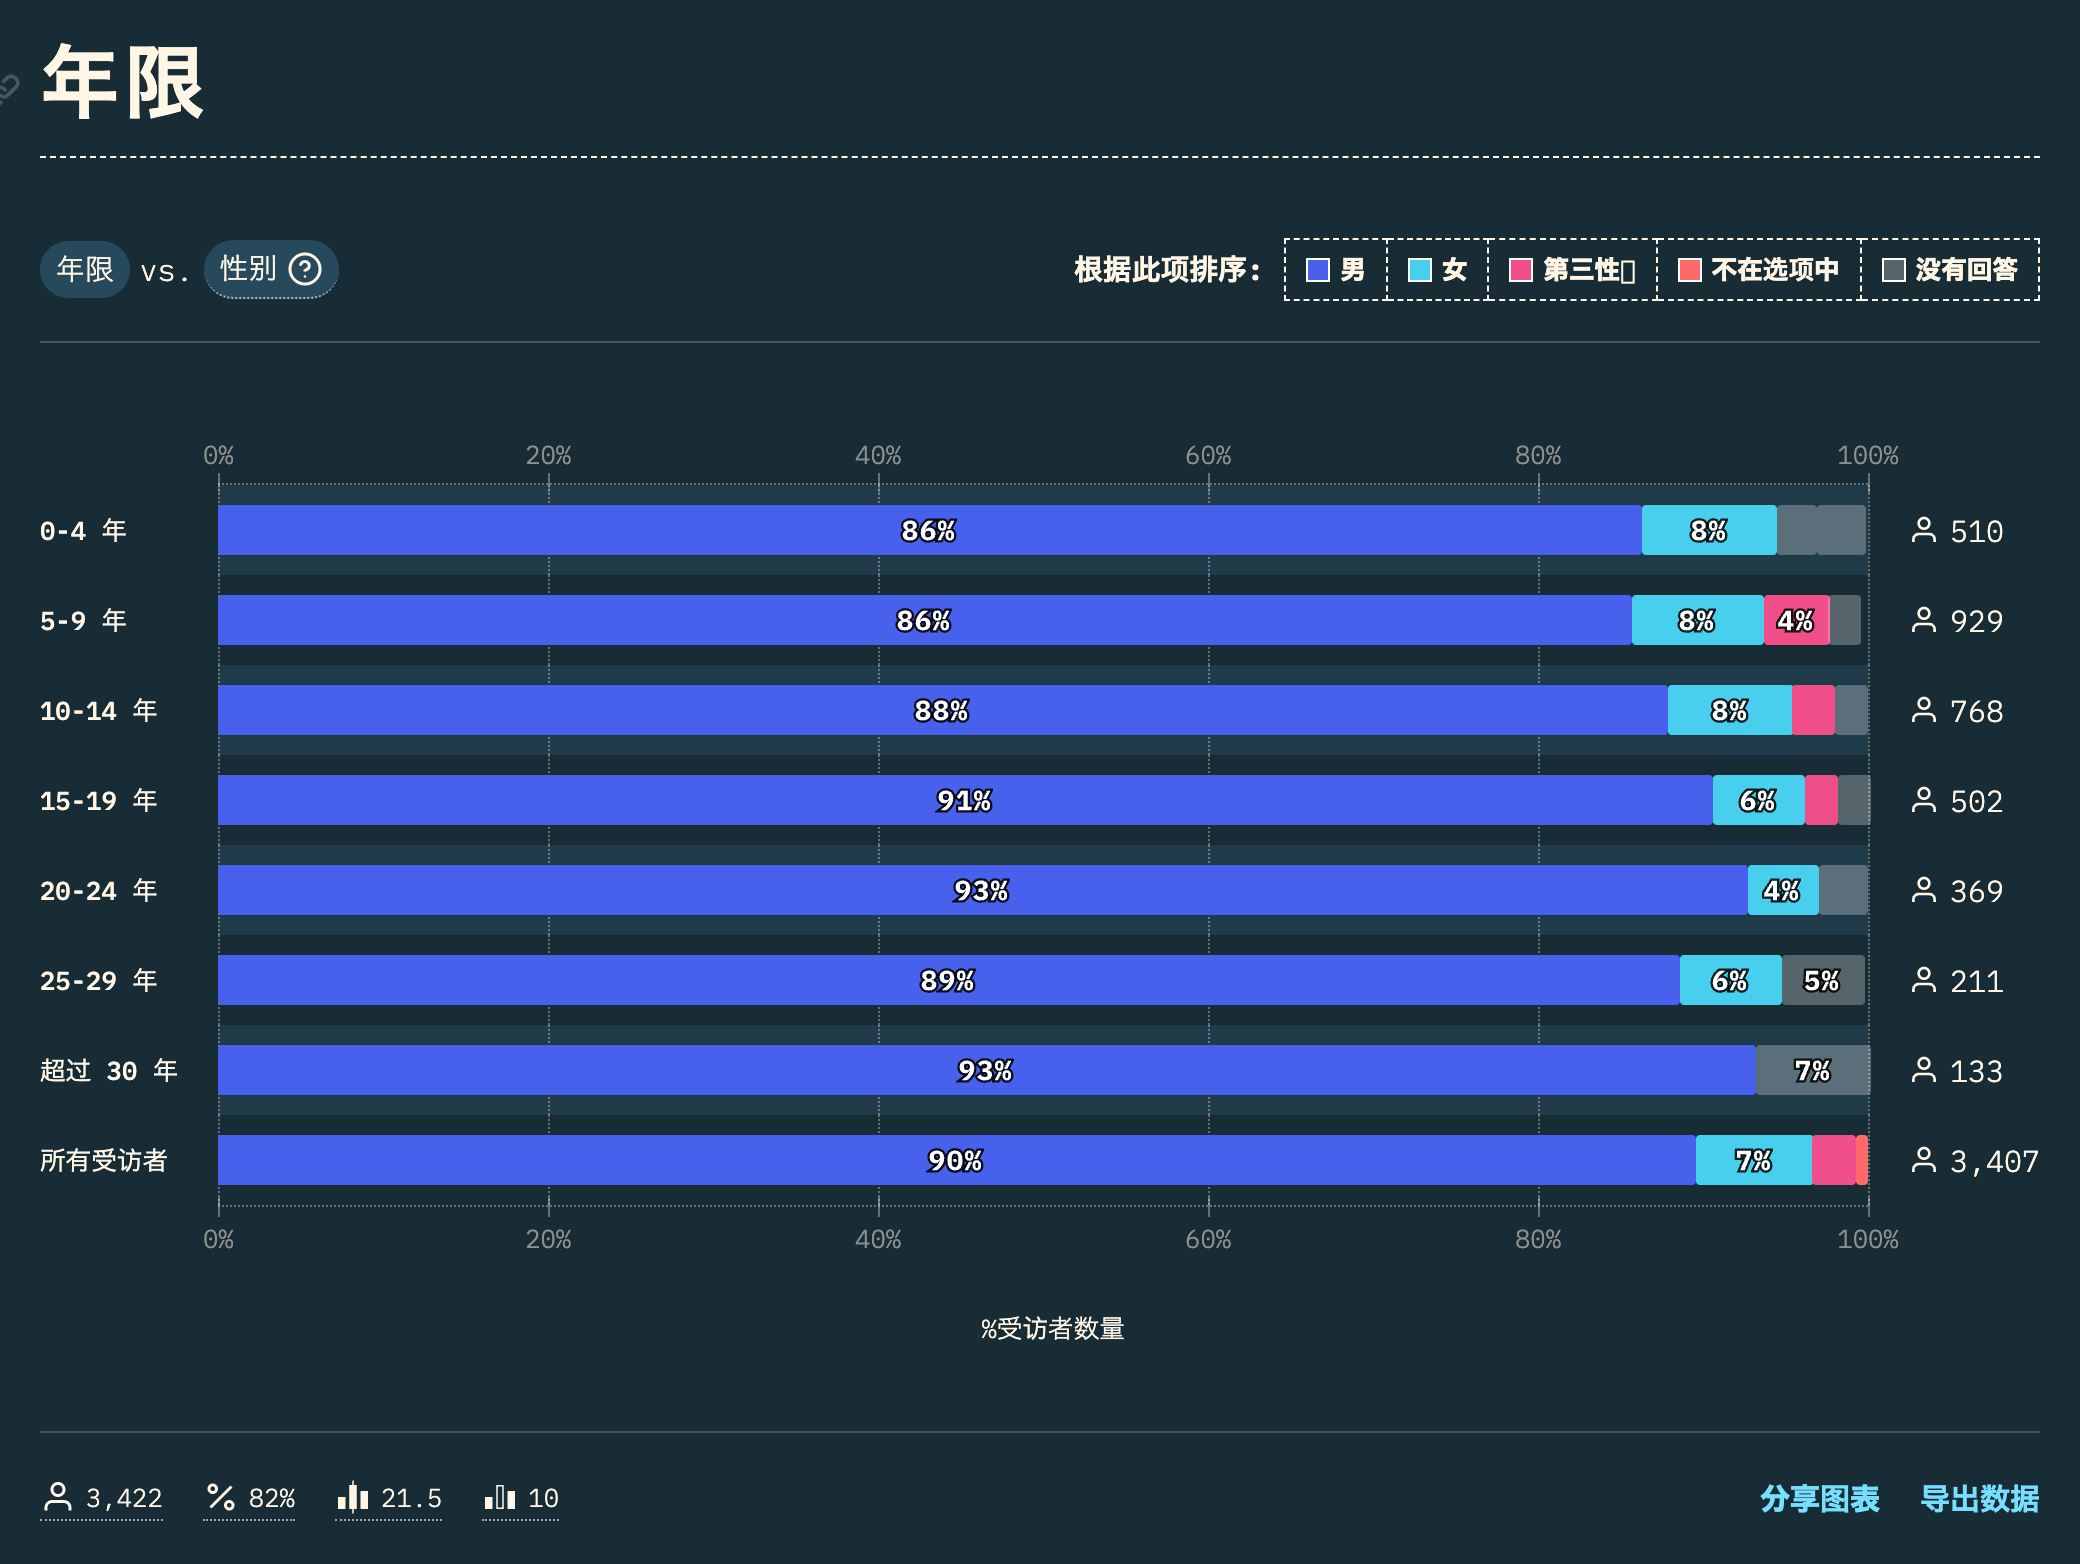 年限
年限 vs. 性别
根据此项排序: 男 女 第三性 不在选项中 没有回答
0% 20% 40% 60% 80% 100%
0-4 年 86% 8% 510
5-9 年 86% 8% 4% 929
10-14 年 88% 8% 768
15-19 年 91% 6% 502
20-24 年 93% 4% 369
25-29 年 89% 6% 5% 211
超过 30 年 93% 7% 133
所有受访者 90% 7% 3,407
0% 20% 40% 60% 80% 100%
%受访者数量
3,422 82% 21.5 10
分享图表 导出数据